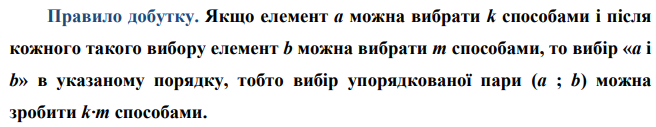 Правило добутку. Якщо елемент a можна вибрати k способами і після
кожного такого вибору елемент b можна вибрати m способами, то вибір «a і
b» в указаному порядку, тобто вибір упорядкованої пари (a ; b) можна
зробити k·m способами.